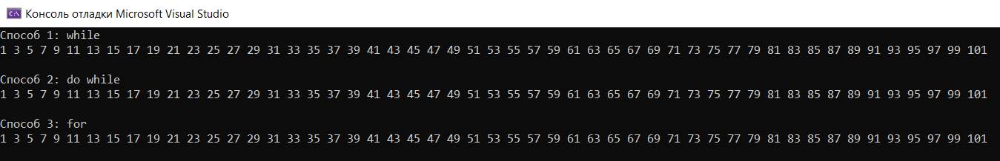 Консоль отладки Microsoft Visual Studio
Способ 1: while
1 3 5 7 9 11 13 15 17 19 21 23 25 27 29 31 33 35 37 39 41 43 45 47 49 51 53 55 57 59 61 63 65 67 69 71 73 75 77 79 81 83 85 87 89 91 93 95 97 99 101
Способ 2: do while
1 3 5 7 9 11 13 15 17 19 21 23 25 27 29 31 33 35 37 39 41 43 45 47 49 51 53 55 57 59 61 63 65 67 69 71 73 75 77 79 81 83 85 87 89 91 93 95 97 99 101
Способ 3: for
1 3 5 7 9 11 13 15 17 19 21 23 25 27 29 31 33 35 37 39 41 43 45 47 49 51 53 55 57 59 61 63 65 67 69 71 73 75 77 79 81 83 85 87 89 91 93 95 97 99 101